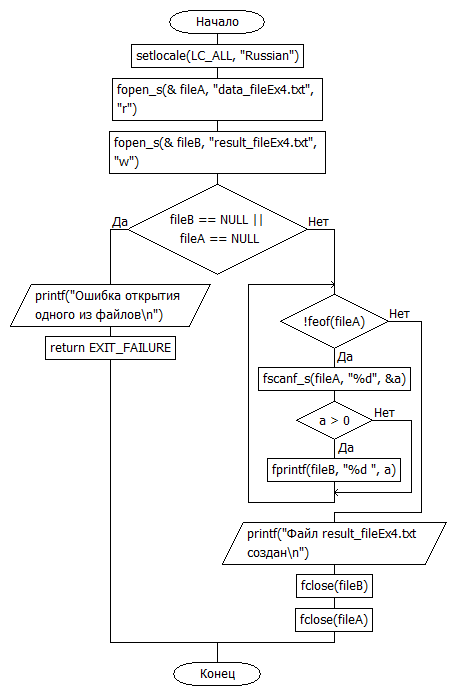 Начало
setlocale(LC_ALL, "Russian")
fopen_s(& fileA, "data_fileEx4.txt",
"r")
fopen_s(& fileB, "result_fileEx4.txt",
"w")
Да
fileB == NULL ||
fileA == NULL
Нет
printf("Ошибка открытия
одного из файлов\n")
return EXIT_FAILURE
!feof(fileA)
Нет
Да
fscanf_s(fileA, "%d", &a)
a > 0
Нет
Да
fprintf(fileB, "%d ", a)
printf("Файл result_fileEx4.txt
создан\n")
fclose(fileB)
fclose(fileA)
Конец